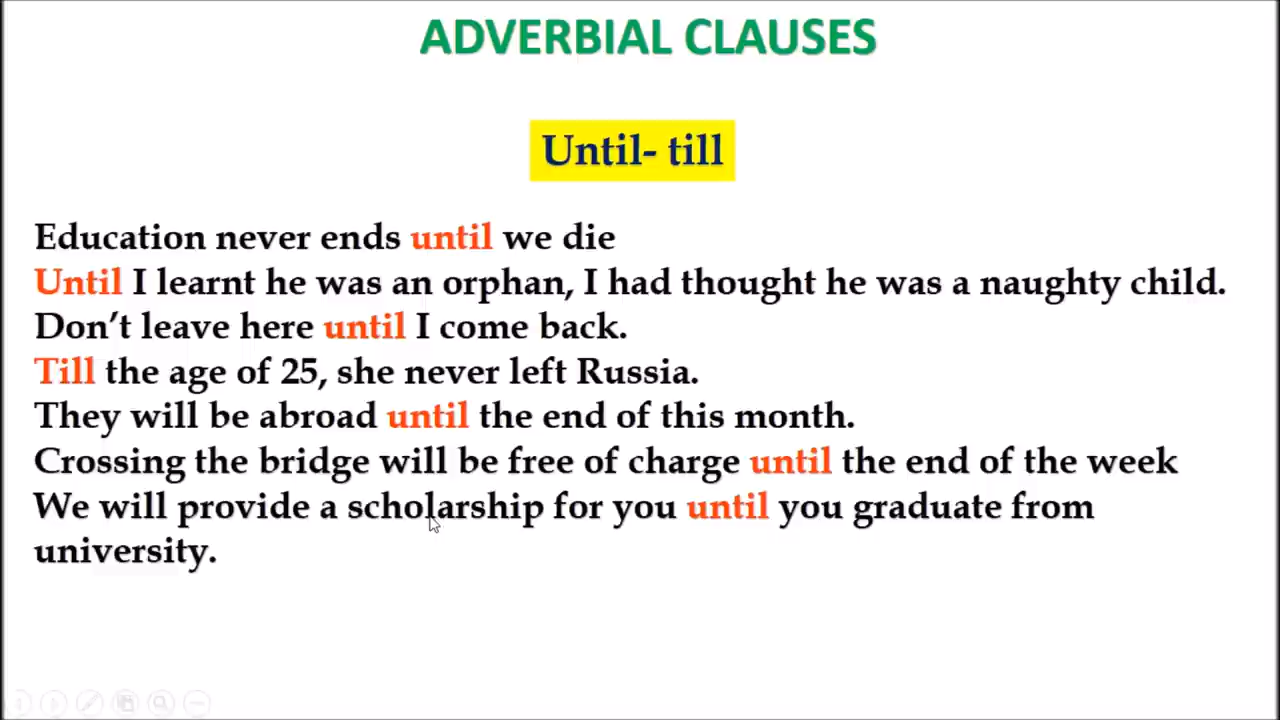 ADVERBIAL CLAUSES
Until- till
Education never ends until we die
Until I learnt he was an orphan, I had thought he was a naughty child.
Don’t leave here until I come back.
Till the age of 25, she never left Russia.
They will be abroad until the end of this month.
Crossing the bridge will be free of charge until the end of the week
We will provide a scholarship for you until you graduate from
university.